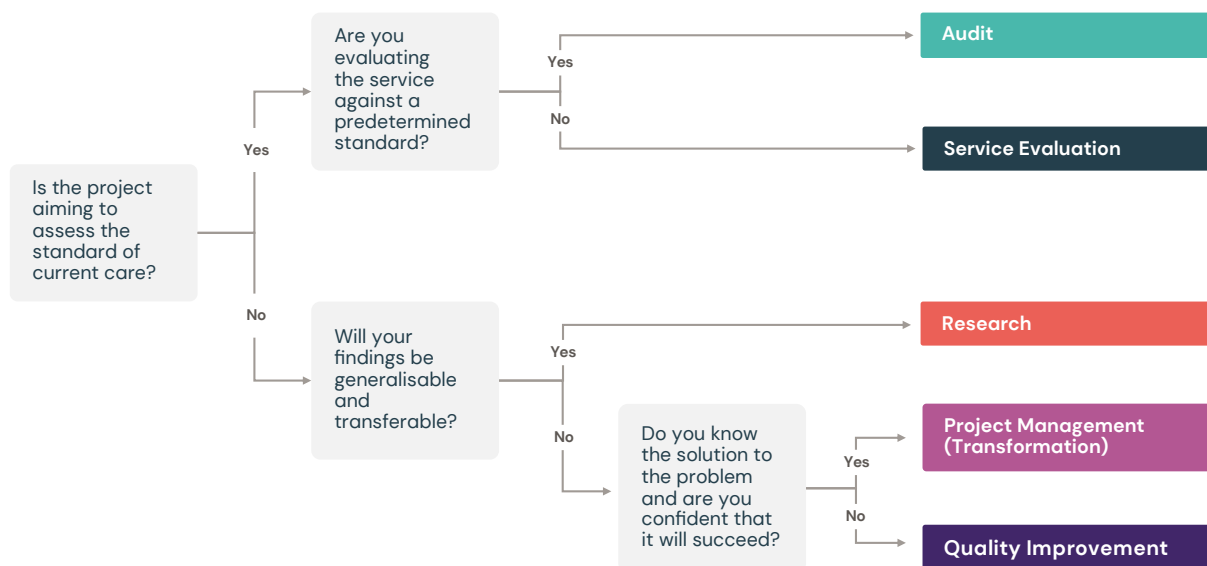 Is the project
aiming to
assess the
standard of
current care?
Yes
No
Are you
evaluating
the service
against a
predetermined
standard?
Yes
No
Audit
Service Evaluation
Will your
findings be
generalisable
and
transferable?
Yes
No
Research
Do you know
the solution to
the problem
and are you
confident that
it will succeed?
Yes
No
Project Management
(Transformation)
Quality Improvement